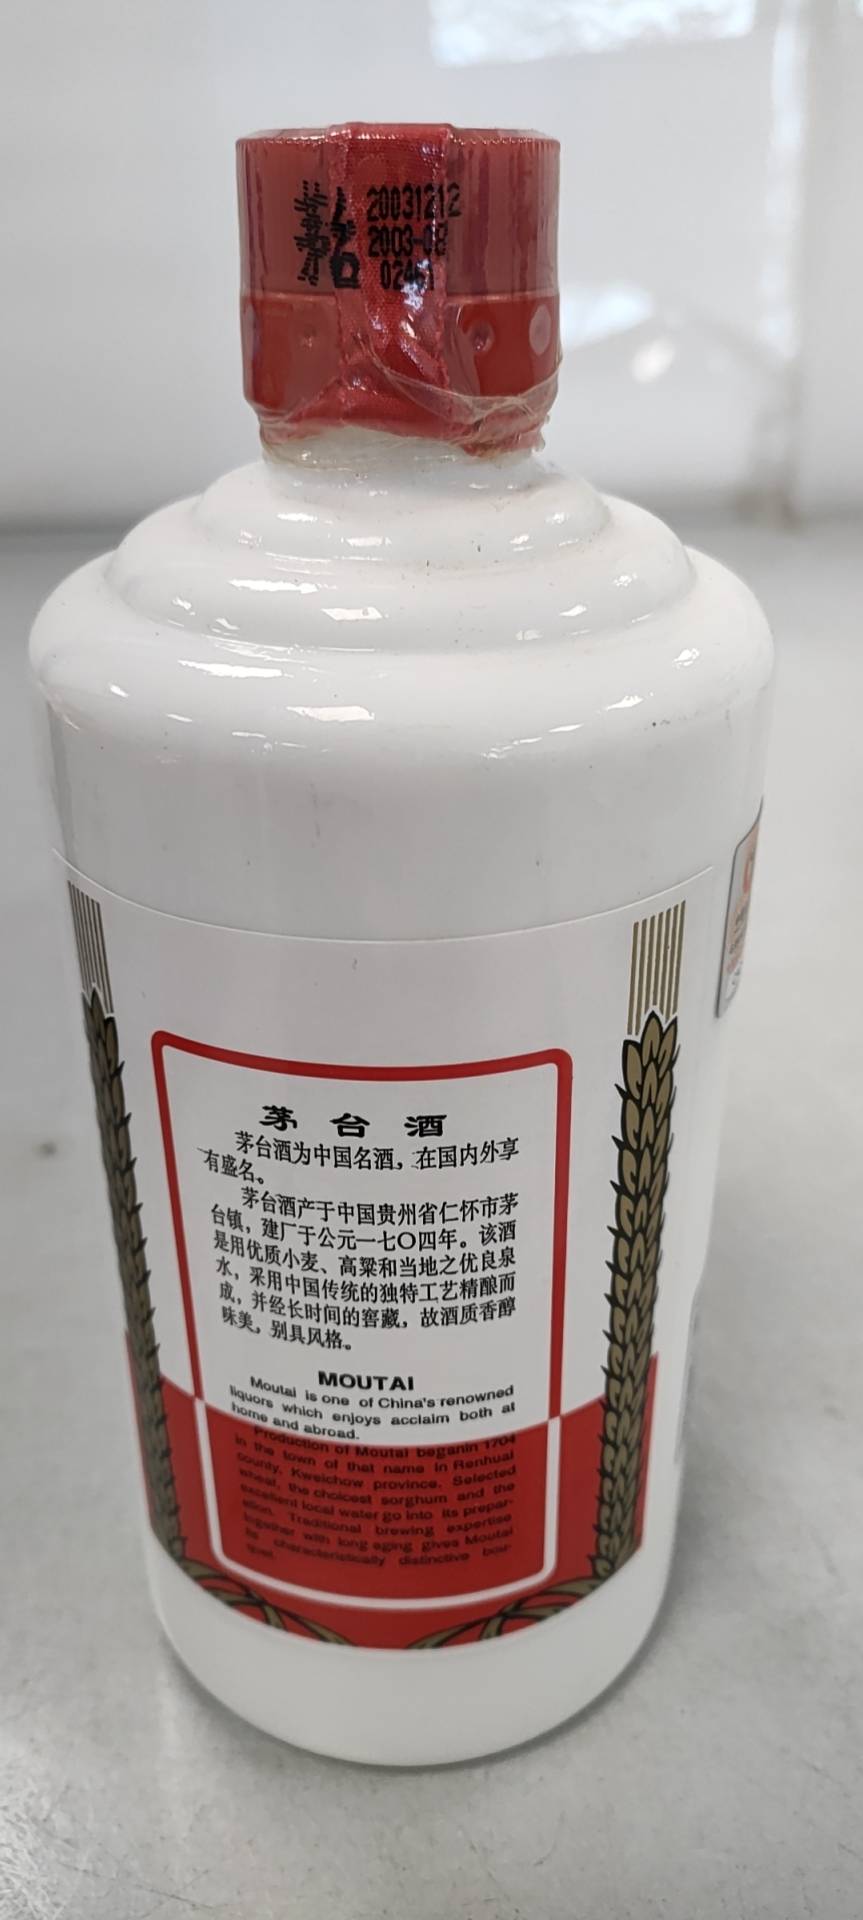 茅台
20031212
2003-08
02461
茅台酒
茅台酒为中国名酒，在国内外享
有盛名。
茅台酒产于中国贵州省仁怀市茅
台镇，建厂于公元一七〇四年。该酒
是用优质小麦、高粱和当地之优良泉
水，采用中国传统的独特工艺精酿而
成，并经长时间的窖藏，故酒质香醇
味美，别具风格。
MOUTAI
Moutai is one of China's renowned
liquors which enjoys acclaim both at
home and abroad.
Production of Moutai beganin 1704
in the town of that name in Renhuai
county, Kweichow province. Selected
wheat, the choicest sorghum and the
excellent local water go into its prepar-
ation. Traditional brewing expertise
together with long aging gives Moutai
its characteristically distinctive bou-
quet.